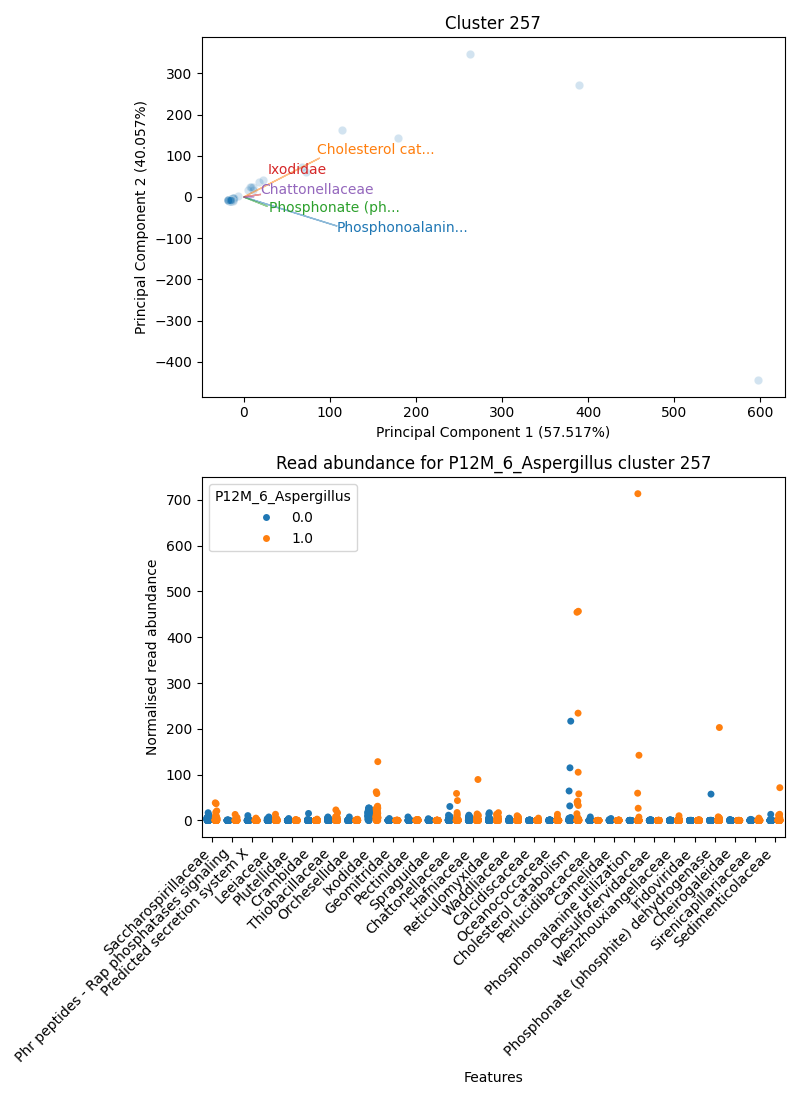 Cluster 257
Principal Component 2 (40.057%)
300
200
100
0
−100
−200
−300
−400
Cholesterol cat...
Ixodidae
Chattonellaceae
Phosphonate (ph...
Phosphonoalanin...
0
100
200
300
400
500
600
Principal Component 1 (57.517%)
Read abundance for P12M_6_Aspergillus cluster 257
Normalised read abundance
700
600
500
400
300
200
100
0
P12M_6_Aspergillus
0.0
1.0
Saccharospirillaceae
Phr peptides - Rap phosphatases signaling
Predicted secretion system X
Leeiaceae
Plutellidae
Crambidae
Thiobacillaceae
Orchesellidae
Ixodidae
Geometridae
Pectinidae
Spraguidae
Chattonellaceae
Hafniaceae
Reticulomyxidae
Waddliaceae
Calcidiscaceae
Oceanococcaceae
Cholesterol catabolism
Perlucidibacaceae
Camelidae
Phosphonoalanine utilization
Desulfofervidaceae
Wenzhouxiangellaceae
Iridoviridae
Phosphonate (phosphite) dehydrogenase
Cheirogaleidae
Sirenicapillariaceae
Sedimenticolaceae
Features